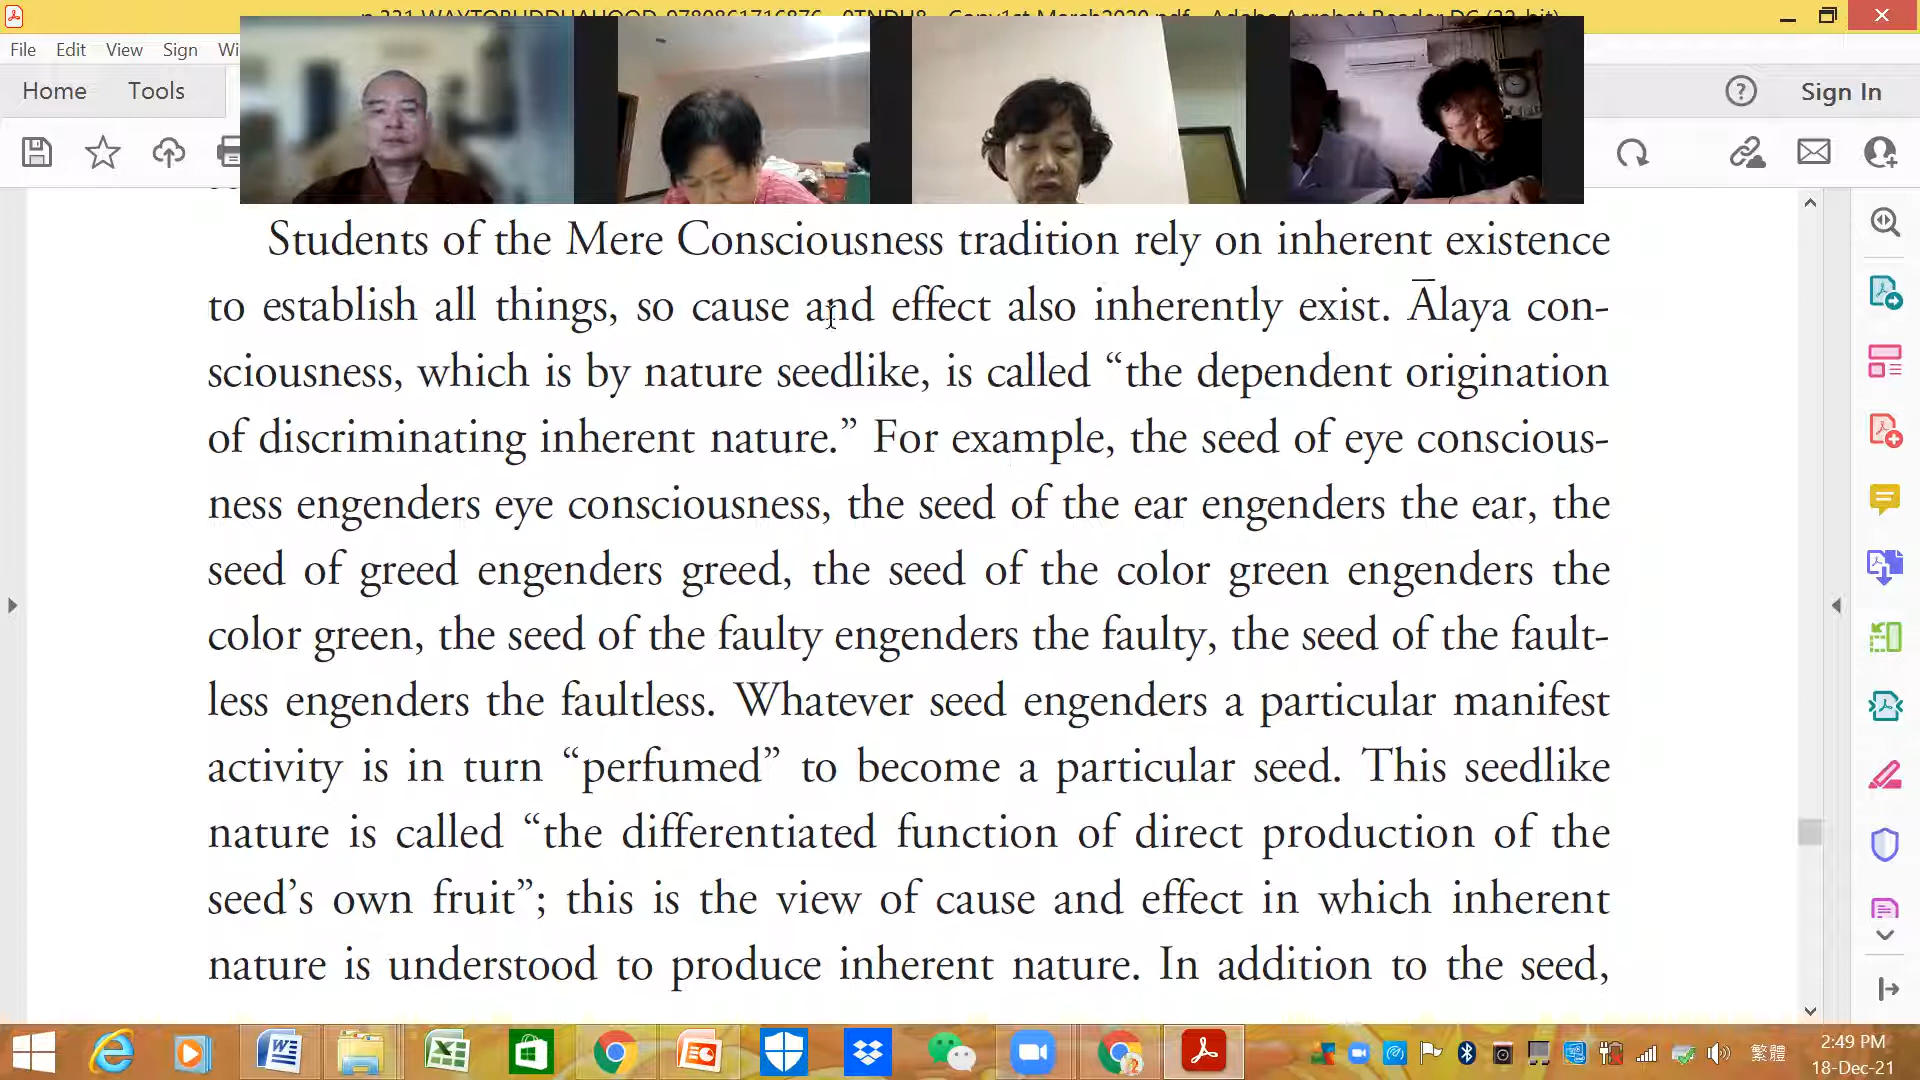 File Edit View Sign
Home Tools
Sign In
Students of the Mere Consciousness tradition rely on inherent existence
to establish all things, so cause and effect also inherently exist. Ālaya con-
sciousness, which is by nature seedlike, is called “the dependent origination
of discriminating inherent nature.” For example, the seed of eye conscious-
ness engenders eye consciousness, the seed of the ear engenders the ear, the
seed of greed engenders greed, the seed of the color green engenders the
color green, the seed of the faulty engenders the faulty, the seed of the fault-
less engenders the faultless. Whatever seed engenders a particular manifest
activity is in turn “perfumed” to become a particular seed. This seedlike
nature is called “the differentiated function of direct production of the
seed’s own fruit”; this is the view of cause and effect in which inherent
nature is understood to produce inherent nature. In addition to the seed,
繁體
2:49 PM
18-Dec-21